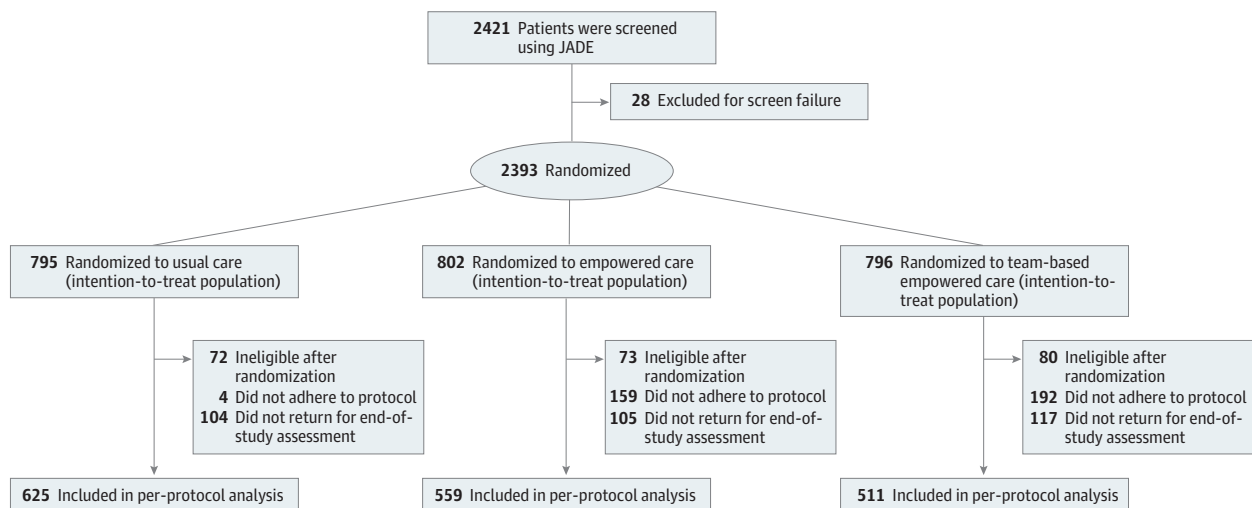 2421 Patients were screened
using JADE
28 Excluded for screen failure
2393 Randomized
795 Randomized to usual care
(intention-to-treat population)
802 Randomized to empowered care
(intention-to-treat population)
796 Randomized to team-based
empowered care (intention-to-
treat population)
72 Ineligible after
randomization
4 Did not adhere to protocol
104 Did not return for end-of-
study assessment
73 Ineligible after
randomization
159 Did not adhere to protocol
105 Did not return for end-of-
study assessment
80 Ineligible after
randomization
192 Did not adhere to protocol
117 Did not return for end-of-
study assessment
625 Included in per-protocol analysis
559 Included in per-protocol analysis
511 Included in per-protocol analysis